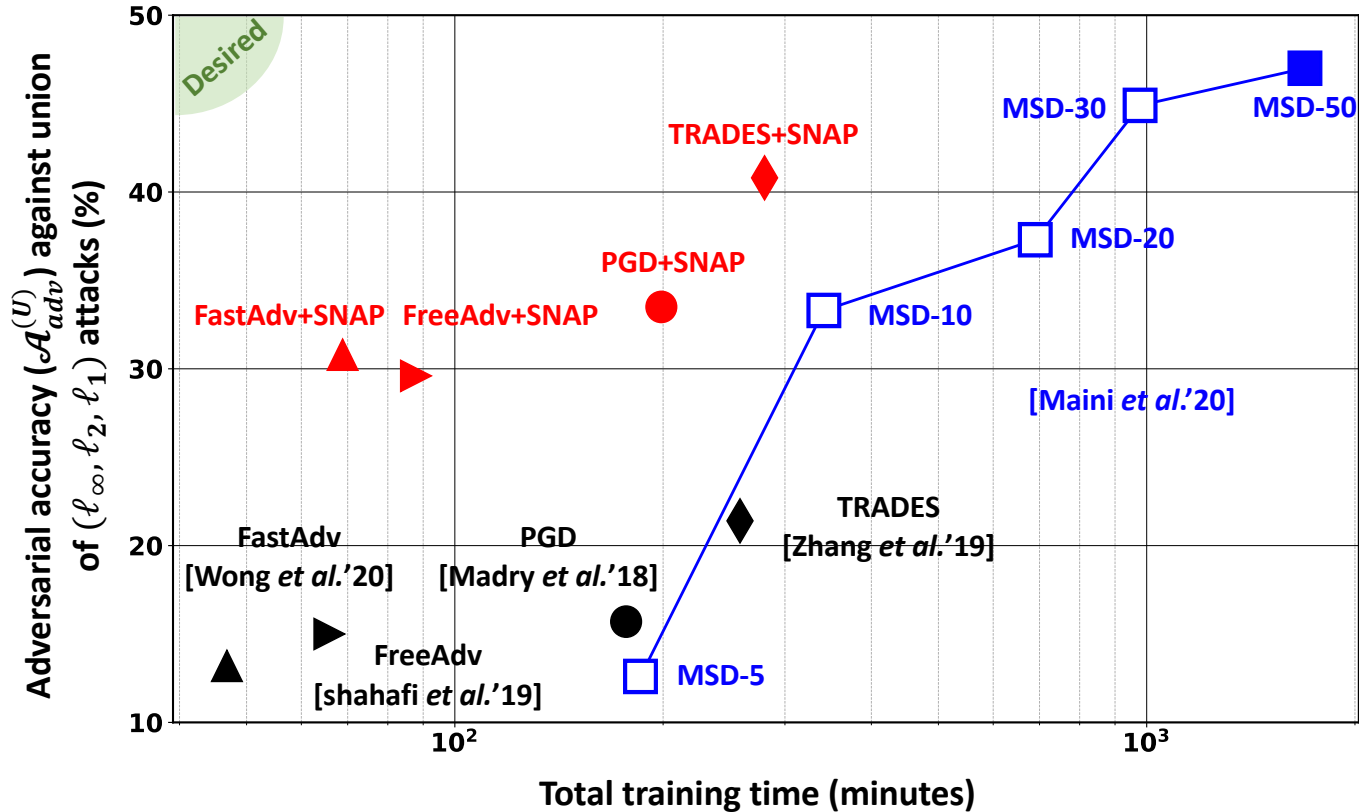 Adversarial accuracy (𝒜_adv^(U)) against union
of (ℓ∞, ℓ2, ℓ1) attacks (%)
50
40
30
20
10
Desired
MSD-30
MSD-50
TRADES+SNAP
MSD-20
PGD+SNAP
FastAdv+SNAP
FreeAdv+SNAP
MSD-10
[Maini et al.'20]
FastAdv
[Wong et al.'20]
PGD
[Madry et al.'18]
TRADES
[Zhang et al.'19]
FreeAdv
[shahafi et al.'19]
MSD-5
10²
10³
Total training time (minutes)